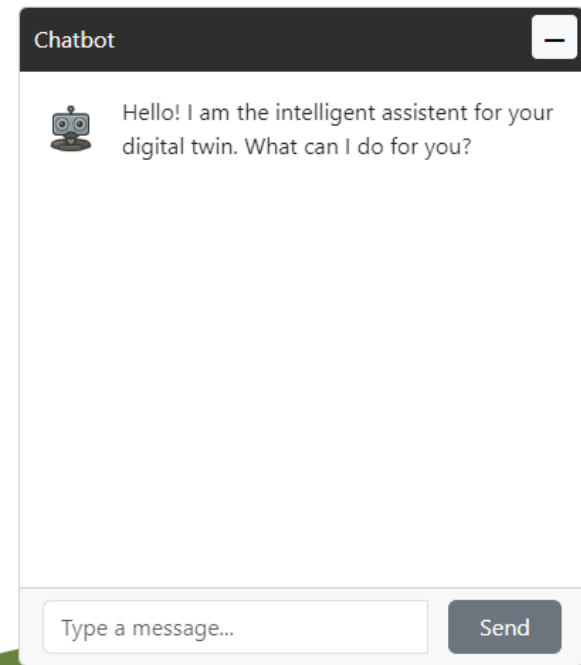 Chatbot
Hello! I am the intelligent assistent for your
digital twin. What can I do for you?
Type a message...
Send